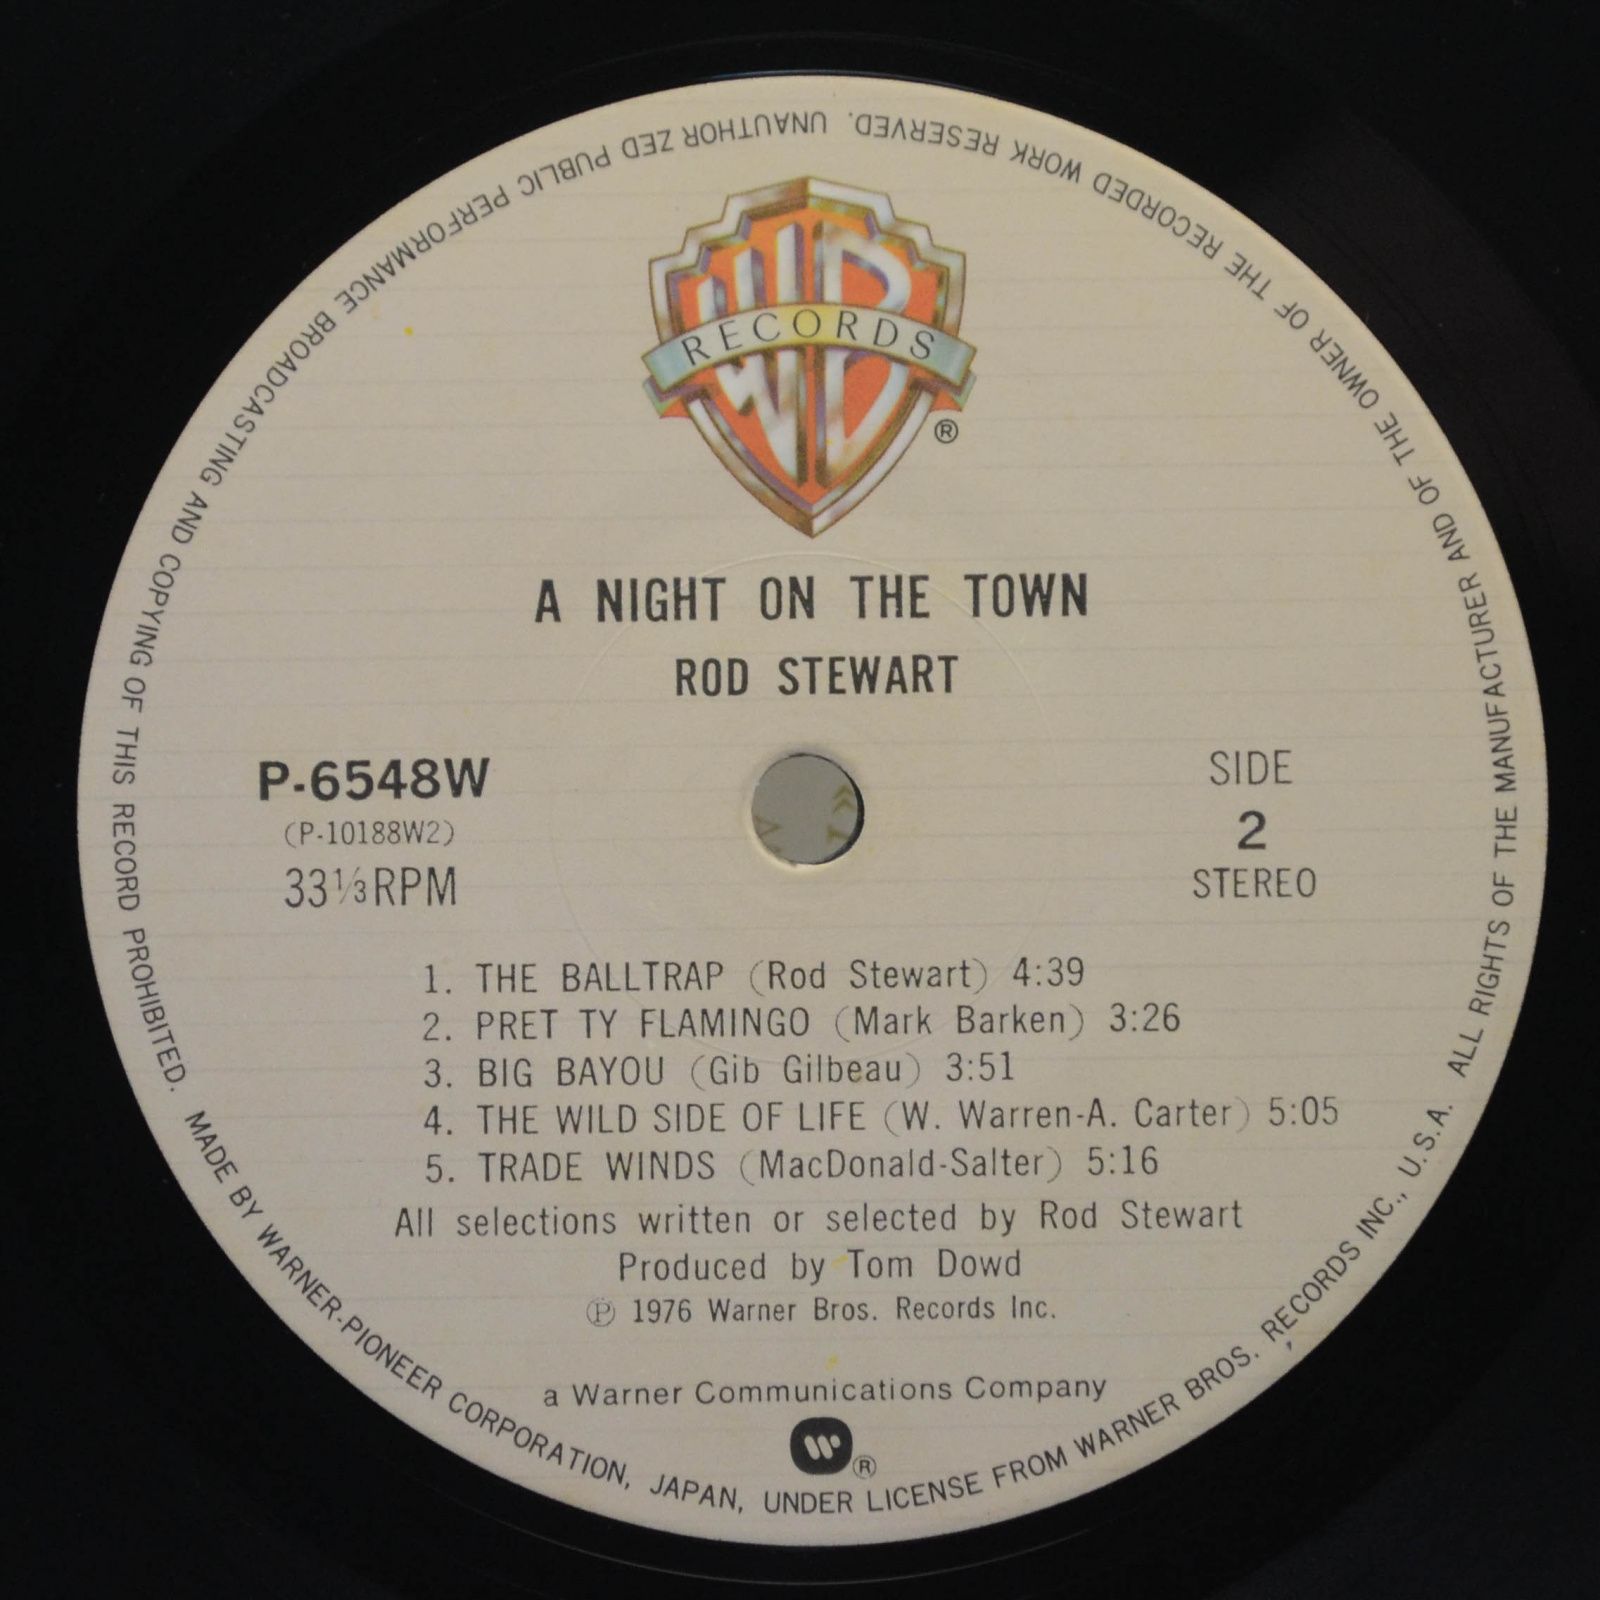 WB
RECORDS
®
A NIGHT ON THE TOWN
ROD STEWART
P-6548W
(P-10188W2)
33⅓RPM
SIDE
2
STEREO
1. THE BALLTRAP (Rod Stewart) 4:39
2. PRET TY FLAMINGO (Mark Barken) 3:26
3. BIG BAYOU (Gib Gilbeau) 3:51
4. THE WILD SIDE OF LIFE (W. Warren-A. Carter) 5:05
5. TRADE WINDS (MacDonald-Salter) 5:16
All selections written or selected by Rod Stewart
Produced by Tom Dowd
Ⓟ 1976 Warner Bros. Records Inc.
a Warner Communications Company
W®
ALL RIGHTS OF THE MANUFACTURER AND OF THE OWNER OF THE RECORDED WORK RESERVED. UNAUTHOR ZED PUBLIC PERFORMANCE BROADCASTING AND COPYING OF THIS RECORD PROHIBITED. MADE BY WARNER-PIONEER CORPORATION, JAPAN, UNDER LICENSE FROM WARNER BROS. RECORDS INC., U.S.A.